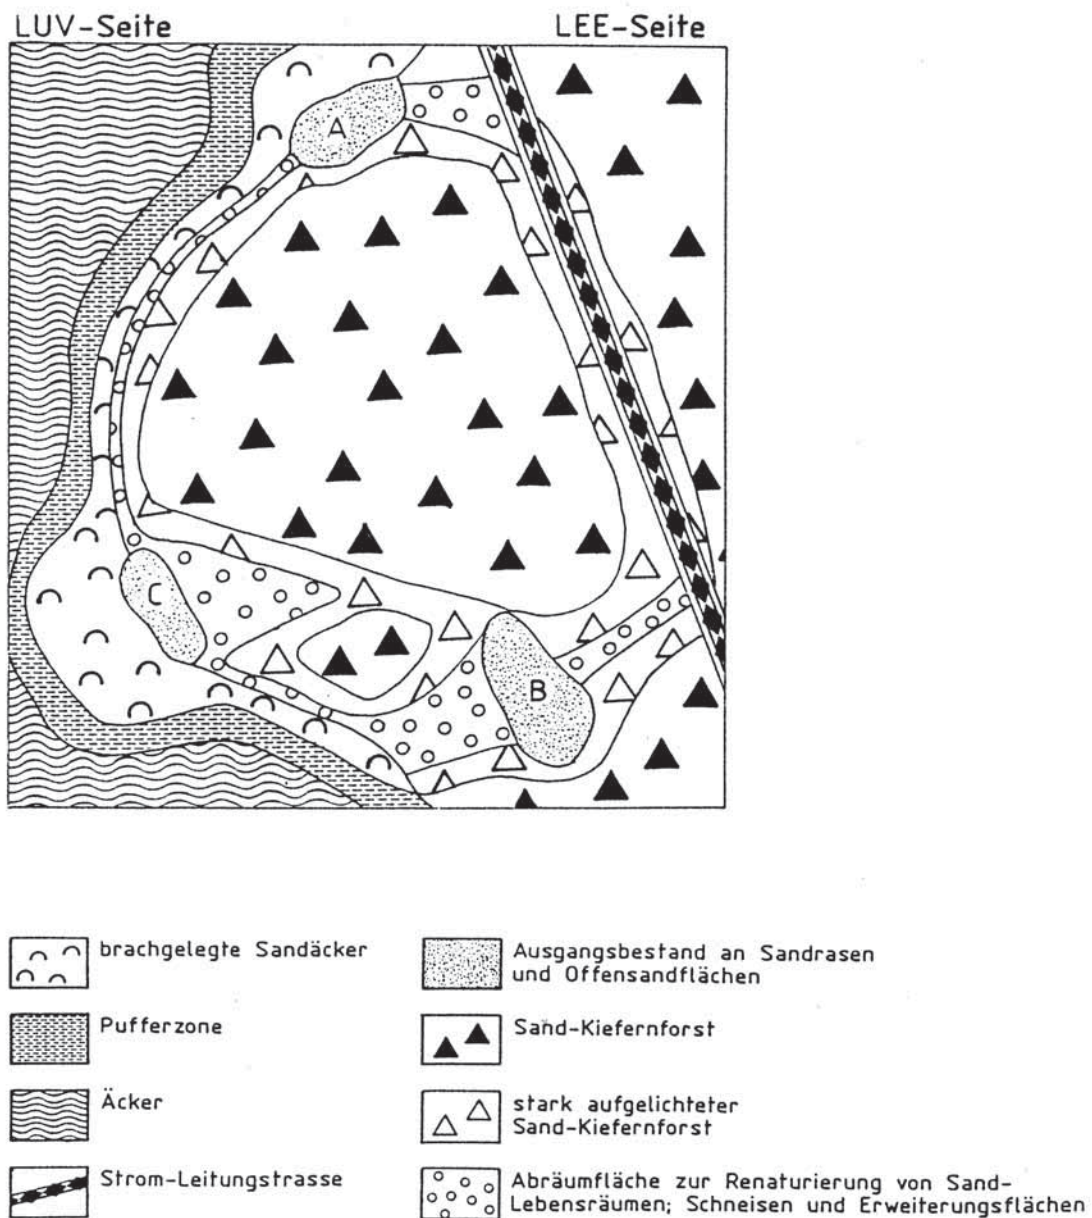 LUV-Seite
LEE-Seite
A
C
B
brachgelegte Sandäcker
Pufferzone
Äcker
Strom-Leitungstrasse
Ausgangsbestand an Sandrasen
und Offensandflächen
Sand-Kiefernforst
stark aufgelichteter
Sand-Kiefernforst
Abräumfläche zur Renaturierung von Sand-
Lebensräumen; Schneisen und Erweiterungsflächen